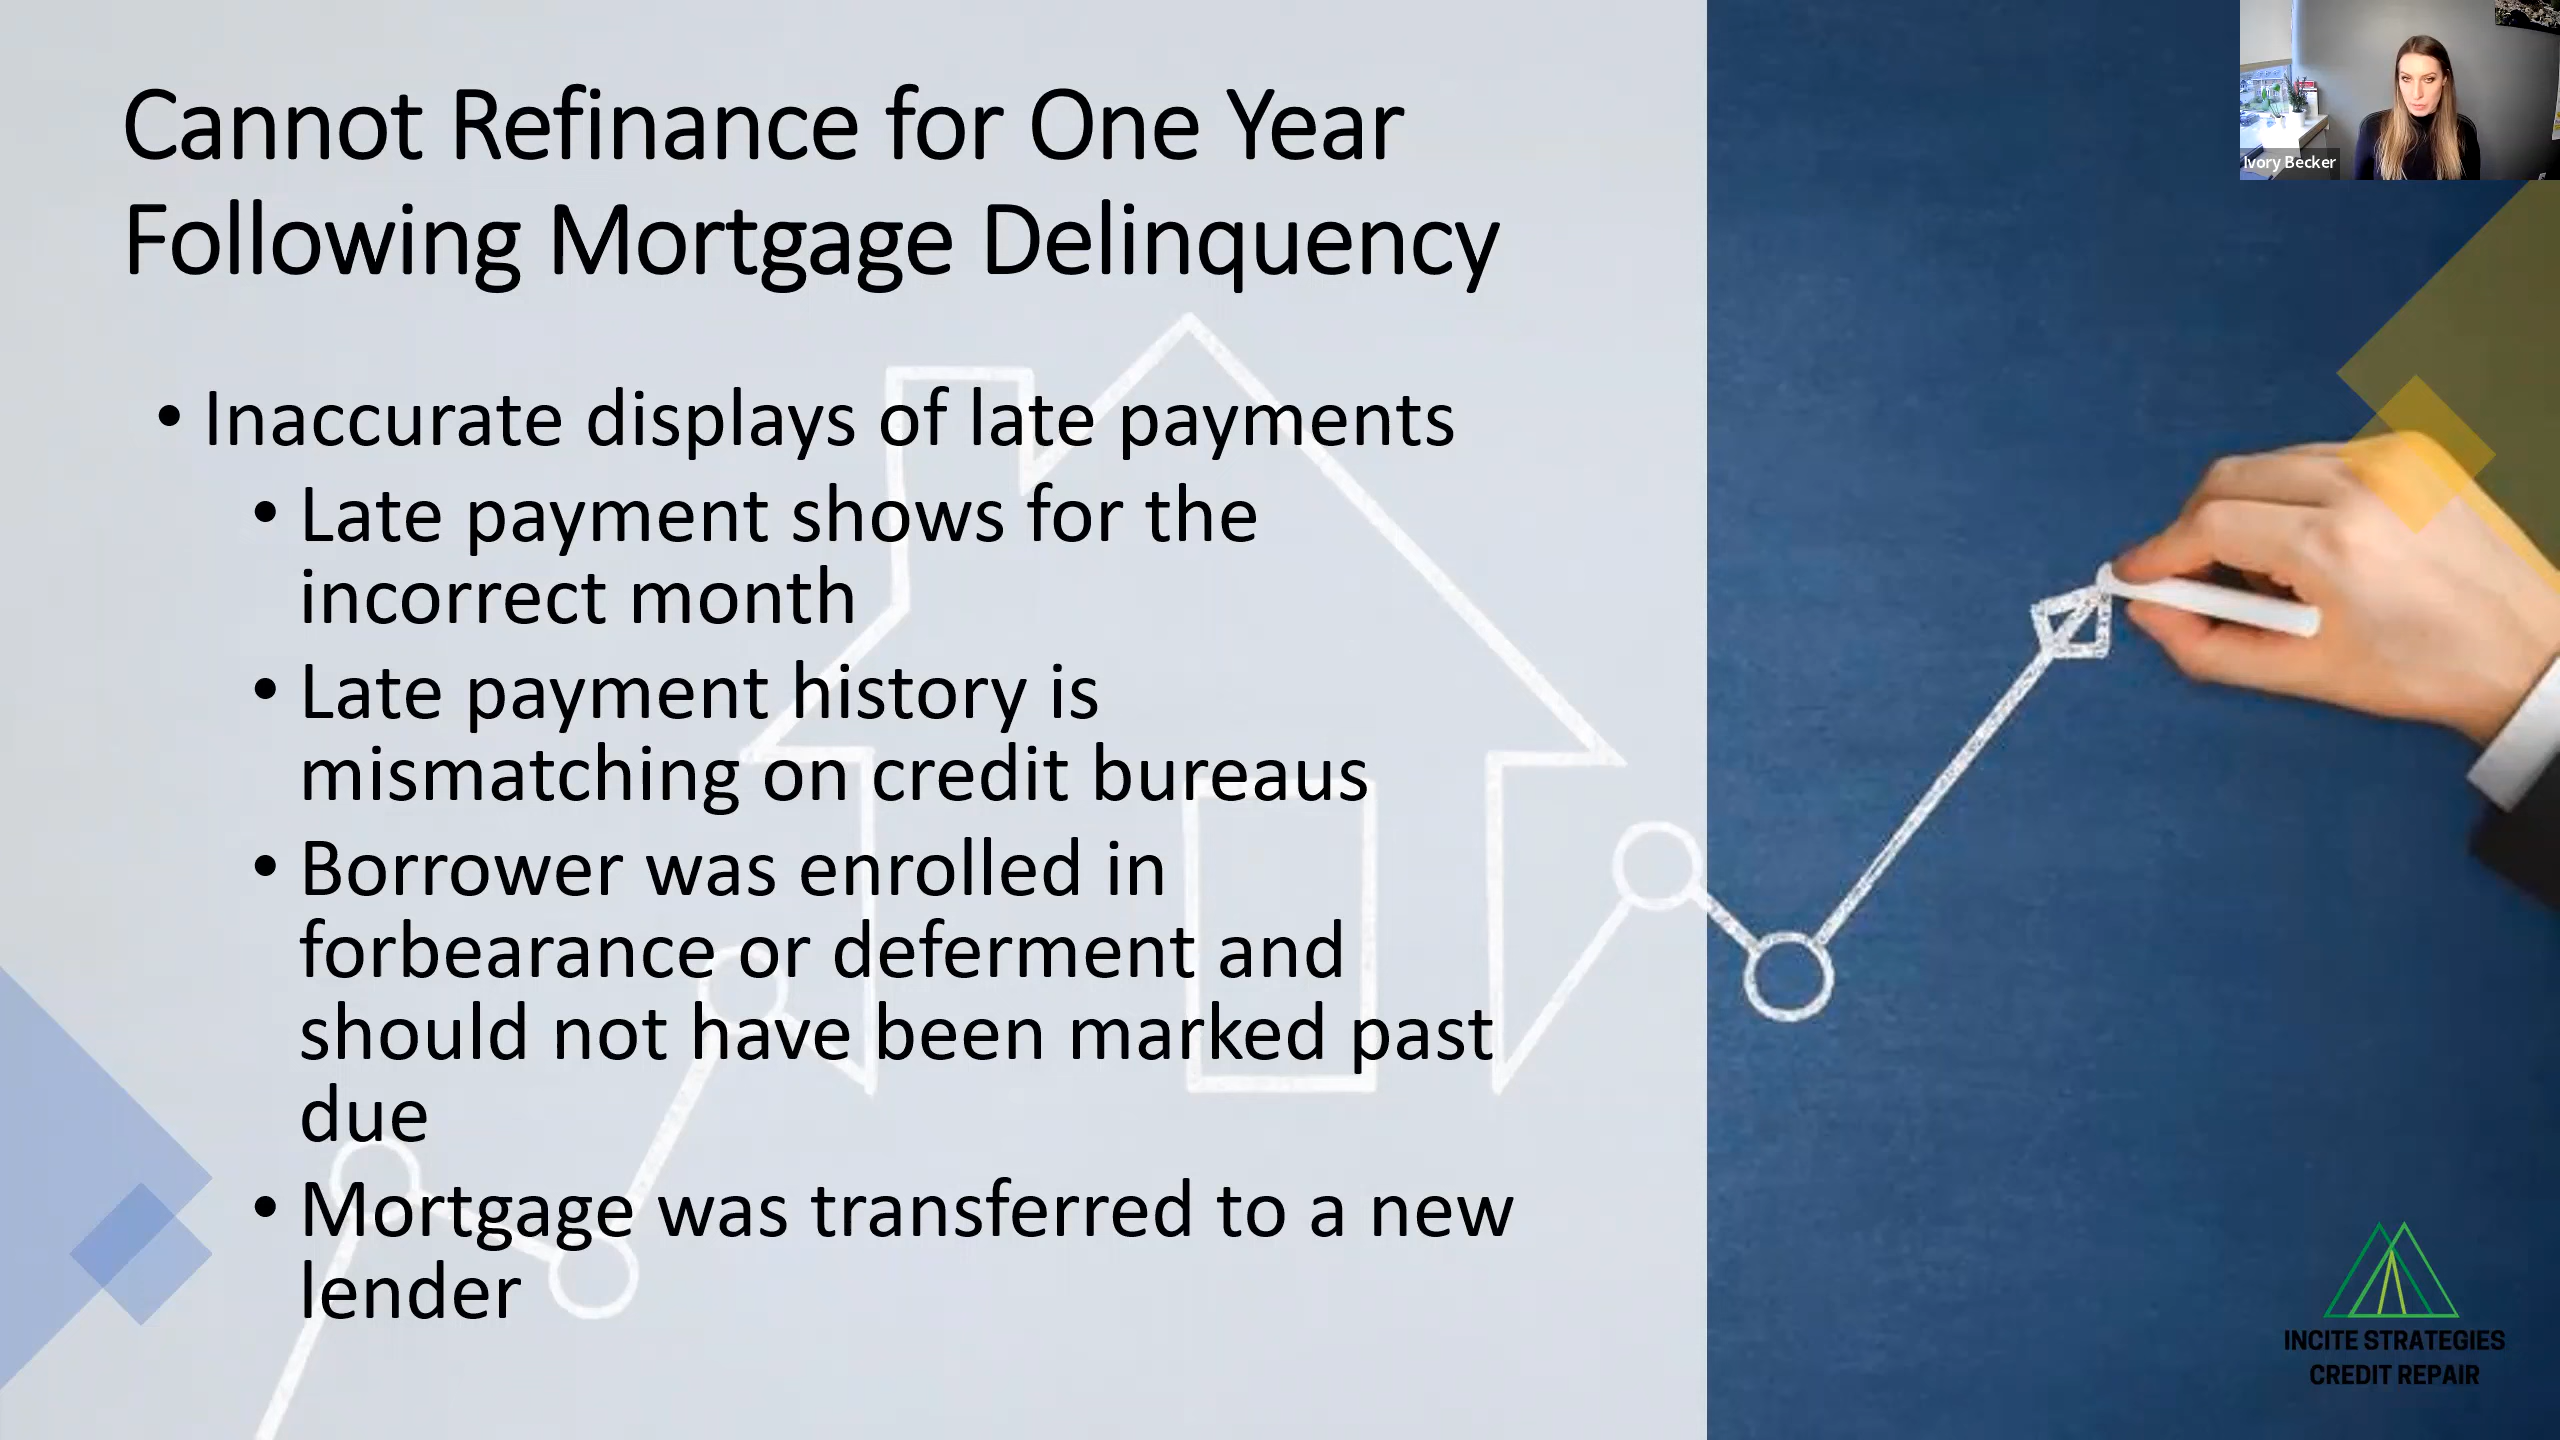 Cannot Refinance for One Year
Following Mortgage Delinquency
• Inaccurate displays of late payments
• Late payment shows for the
incorrect month
• Late payment history is
mismatching on credit bureaus
• Borrower was enrolled in
forbearance or deferment and
should not have been marked past
due
• Mortgage was transferred to a new
lender
Ivory Becker
INCITE STRATEGIES
CREDIT REPAIR